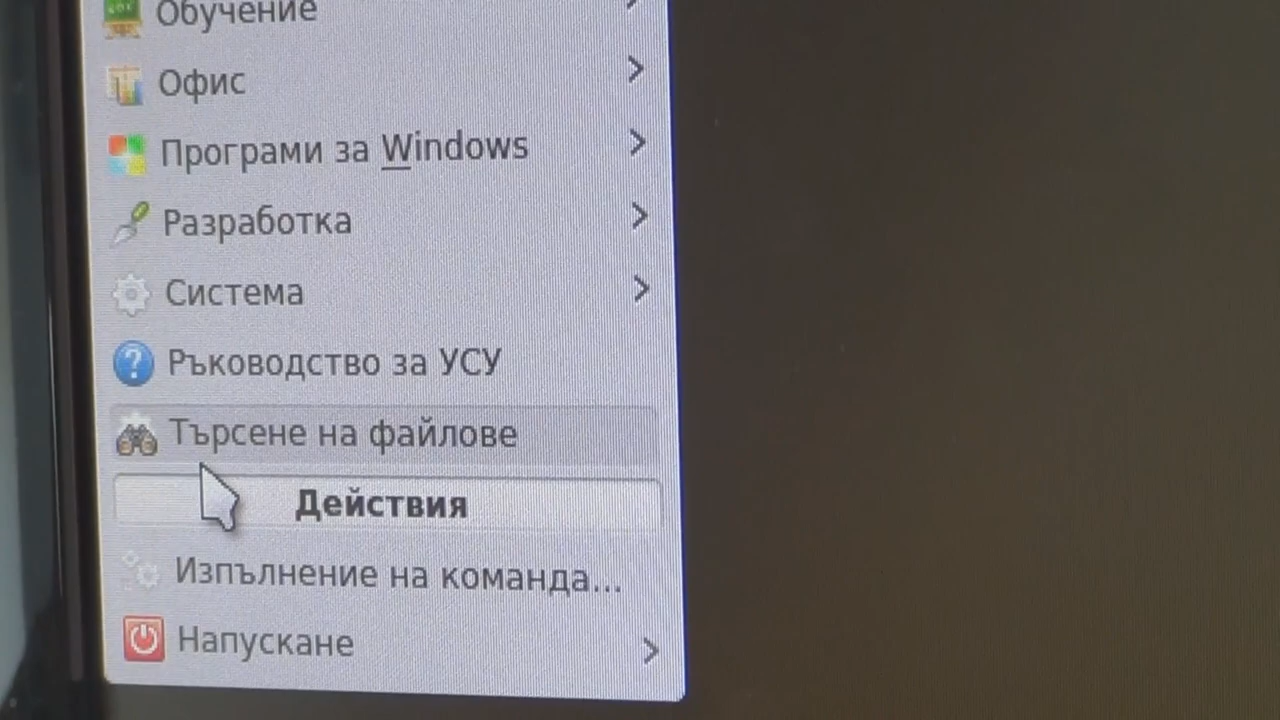 Обучение
Офис
Програми за Windows
Разработка
Система
Ръководство за УСУ
Търсене на файлове
Действия
Изпълнение на команда...
Напускане